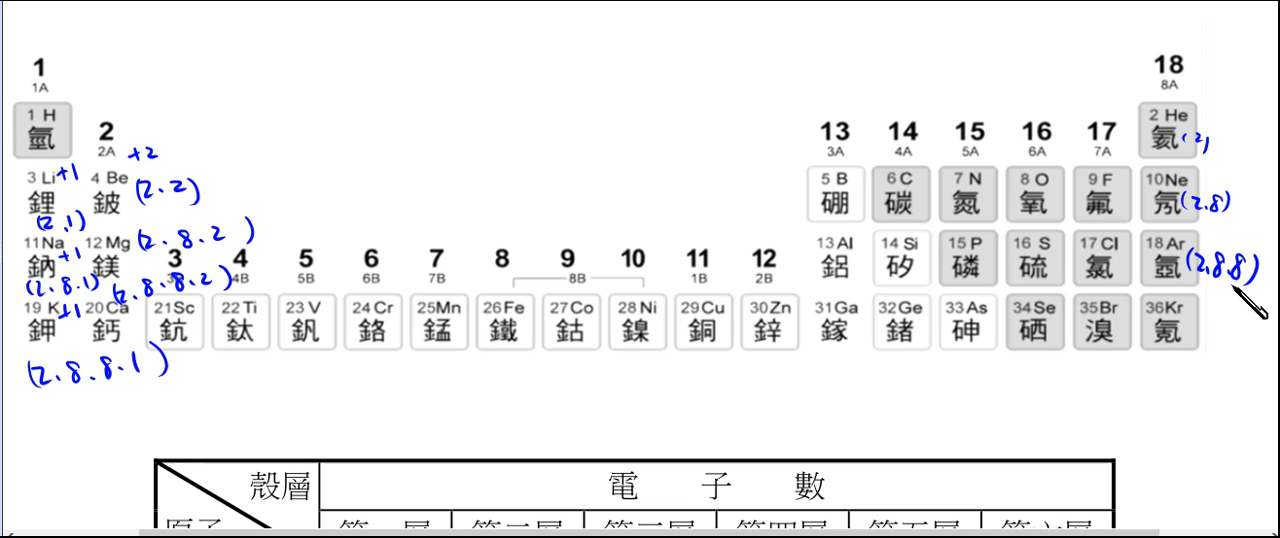 1 18
1A 8A
1 H 2 He
氫 氦 (2)
2 13 14 15 16 17
2A +2 3A 4A 5A 6A 7A
3 Li +1 4 Be (2.2) 5 B 6 C 7 N 8 O 9 F 10 Ne
鋰 鈹 硼 碳 氮 氧 氟 氖 (2.8)
(2.1)
11 Na 12 Mg (2.8.2) 3 4 5 6 7 8 9 10 11 12 13 Al 14 Si 15 P 16 S 17 Cl 18 Ar
鈉 +1 鎂 鋁 矽 磷 硫 氯 氬 (2.8.8)
(2.8.1) (2.8.8.2) 4B 5B 6B 7B 8B 1B 2B
19 K +1 20 Ca 21 Sc 22 Ti 23 V 24 Cr 25 Mn 26 Fe 27 Co 28 Ni 29 Cu 30 Zn 31 Ga 32 Ge 33 As 34 Se 35 Br 36 Kr
鉀 鈣 鈧 鈦 釩 鉻 錳 鐵 鈷 鎳 銅 鋅 鎵 鍺 砷 硒 溴 氪
(2.8.8.1)
殼層 電子數